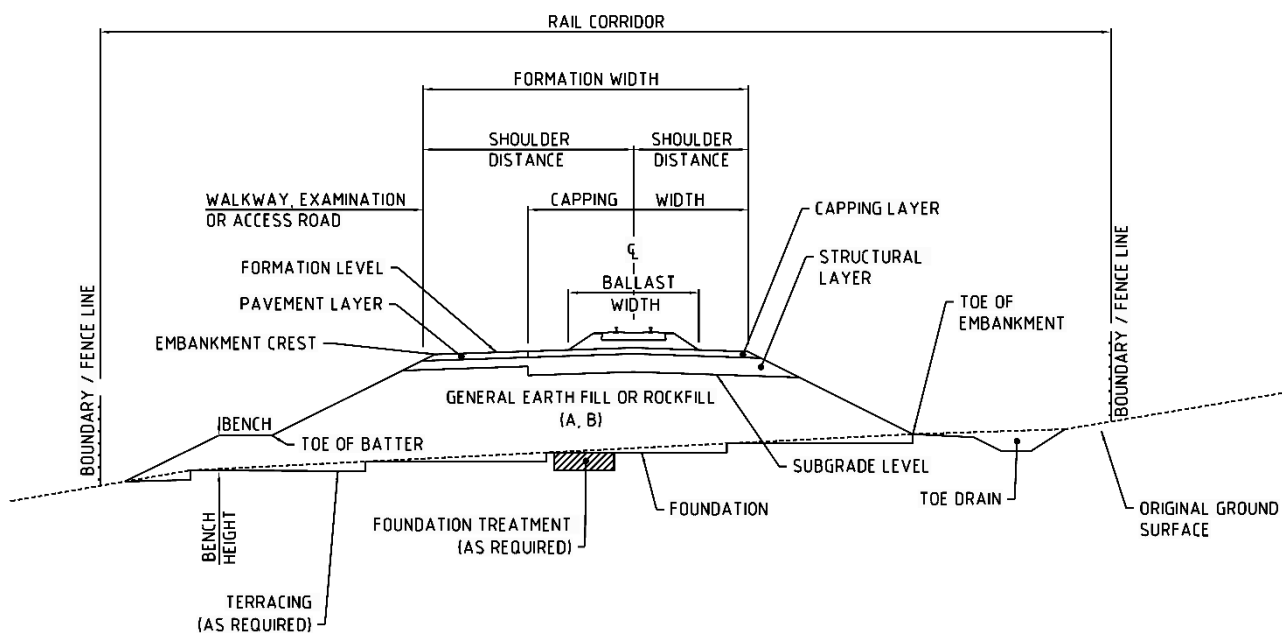 RAIL CORRIDOR
FORMATION WIDTH
SHOULDER
DISTANCE
SHOULDER
DISTANCE
WALKWAY, EXAMINATION
OR ACCESS ROAD
CAPPING WIDTH
CAPPING LAYER
STRUCTURAL
LAYER
℄
FORMATION LEVEL
BALLAST
WIDTH
PAVEMENT LAYER
TOE OF
EMBANKMENT
EMBANKMENT CREST
BOUNDARY / FENCE LINE
BOUNDARY / FENCE LINE
GENERAL EARTH FILL OR ROCKFILL
(A, B)
BENCH
TOE OF BATTER
SUBGRADE LEVEL
TOE DRAIN
FOUNDATION
ORIGINAL GROUND
SURFACE
FOUNDATION TREATMENT
(AS REQUIRED)
BENCH
HEIGHT
TERRACING
(AS REQUIRED)